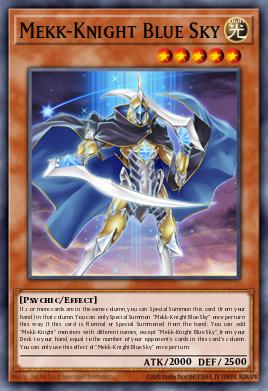 MEKK-KNIGHT BLUE SKY
光
[PSYCHIC/EFFECT]
If 2 or more cards are in the same column, you can Special Summon this card (from your
hand) in that column. You can only Special Summon "Mekk-Knight Blue Sky" once per turn
this way. If this card is Normal or Special Summoned from the hand: You can add
"Mekk-Knight" monsters with different names, except "Mekk-Knight Blue Sky", from your
Deck to your hand, equal to the number of your opponent's cards in this card's column.
You can only use this effect of "Mekk-Knight Blue Sky" once per turn.
ATK/2000 DEF/2500